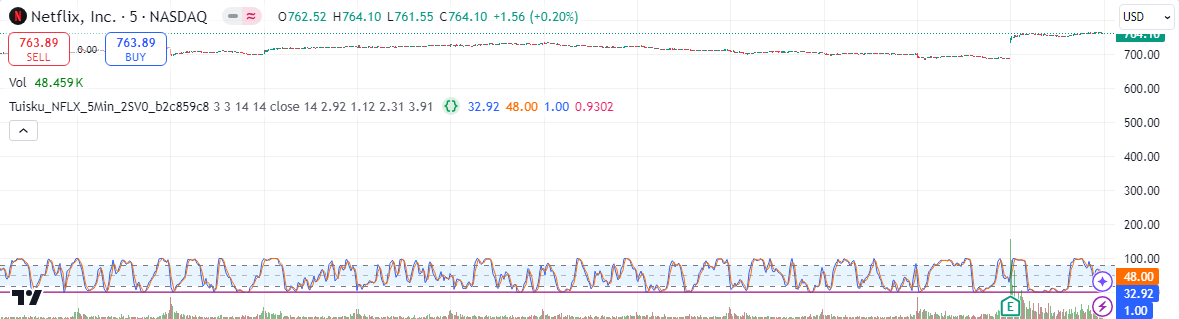 Netflix, Inc. · 5 · NASDAQ O762.52 H764.10 L761.55 C764.10 +1.56 (+0.20%) USD
763.89 SELL 0.00 763.89 BUY
764.10
700.00
Vol 48.459 K
600.00
Tuisku_NFLX_5Min_2SV0_b2c859c8 3 3 14 14 close 14 2.92 1.12 2.31 3.91 {} 32.92 48.00 1.00 0.9302
500.00
400.00
300.00
200.00
100.00
48.00
32.92
1.00
E